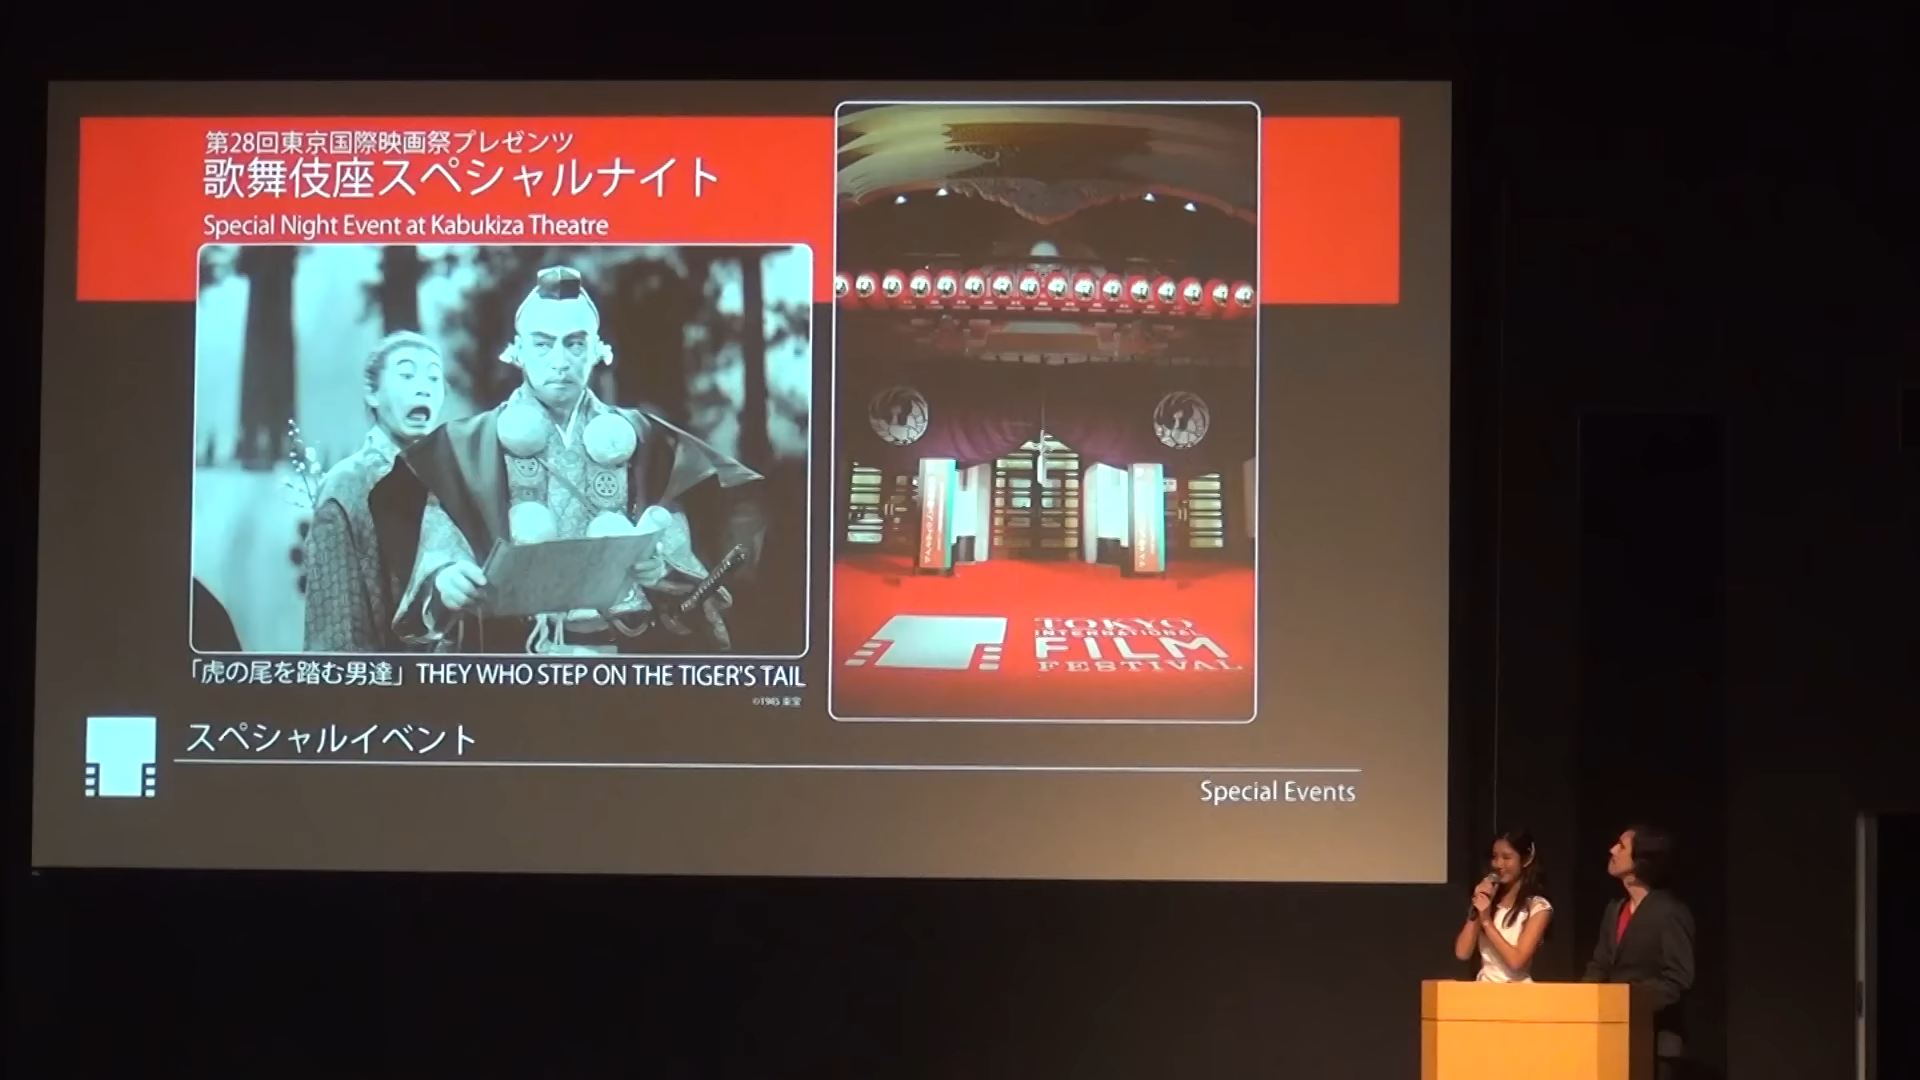 第28回東京国際映画祭プレゼンツ
歌舞伎座スペシャルナイト
Special Night Event at Kabukiza Theatre
TOKYO
INTERNATIONAL
FILM
FESTIVAL
「虎の尾を踏む男達」 THEY WHO STEP ON THE TIGER'S TAIL
©1945 東宝
スペシャルイベント
Special Events